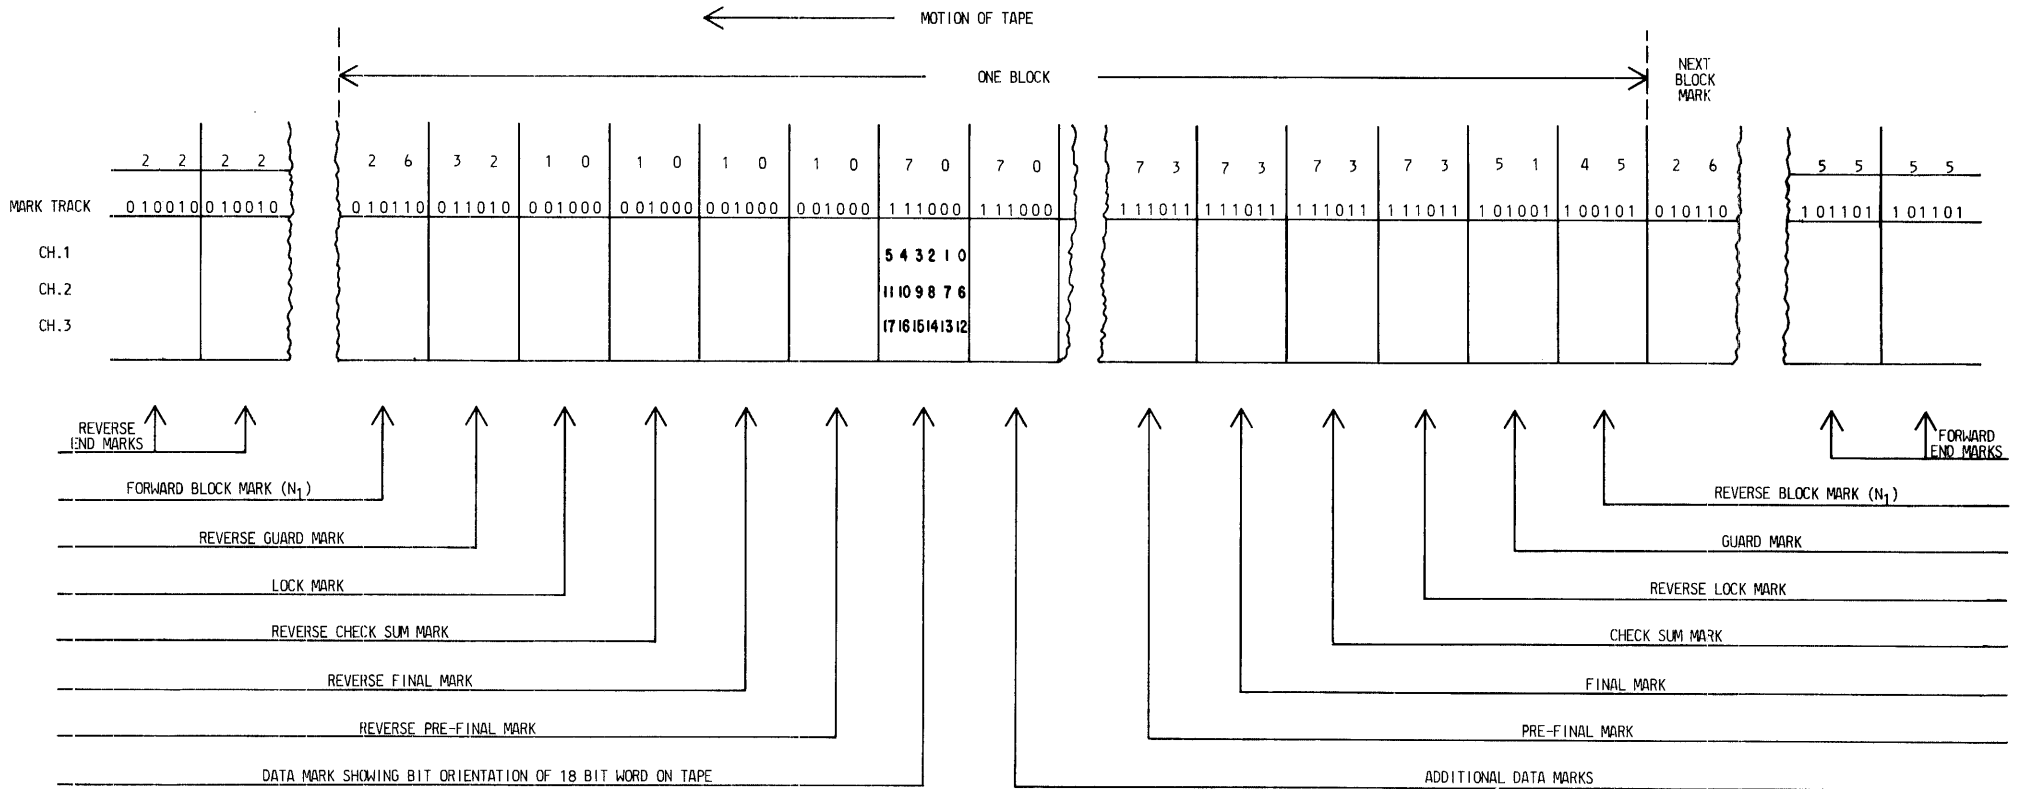 MOTION OF TAPE
ONE BLOCK
NEXT
BLOCK
MARK
2 2 2 2 2 6 3 2 1 0 1 0 1 0 1 0 7 0 7 0 7 3 7 3 7 3 7 3 5 1 4 5 2 6 5 5 5 5
MARK TRACK 010010 010010 010110 011010 001000 001000 001000 001000 111000 111000 111011 111011 111011 111011 101001 100101 010110 101101 101101
CH.1 5 4 3 2 1 0
CH.2 11 10 9 8 7 6
CH.3 17 16 15 14 13 12
REVERSE
END MARKS
FORWARD
END MARKS
FORWARD BLOCK MARK (N1)
REVERSE BLOCK MARK (N1)
REVERSE GUARD MARK
GUARD MARK
LOCK MARK
REVERSE LOCK MARK
REVERSE CHECK SUM MARK
CHECK SUM MARK
REVERSE FINAL MARK
FINAL MARK
REVERSE PRE-FINAL MARK
PRE-FINAL MARK
DATA MARK SHOWING BIT ORIENTATION OF 18 BIT WORD ON TAPE
ADDITIONAL DATA MARKS